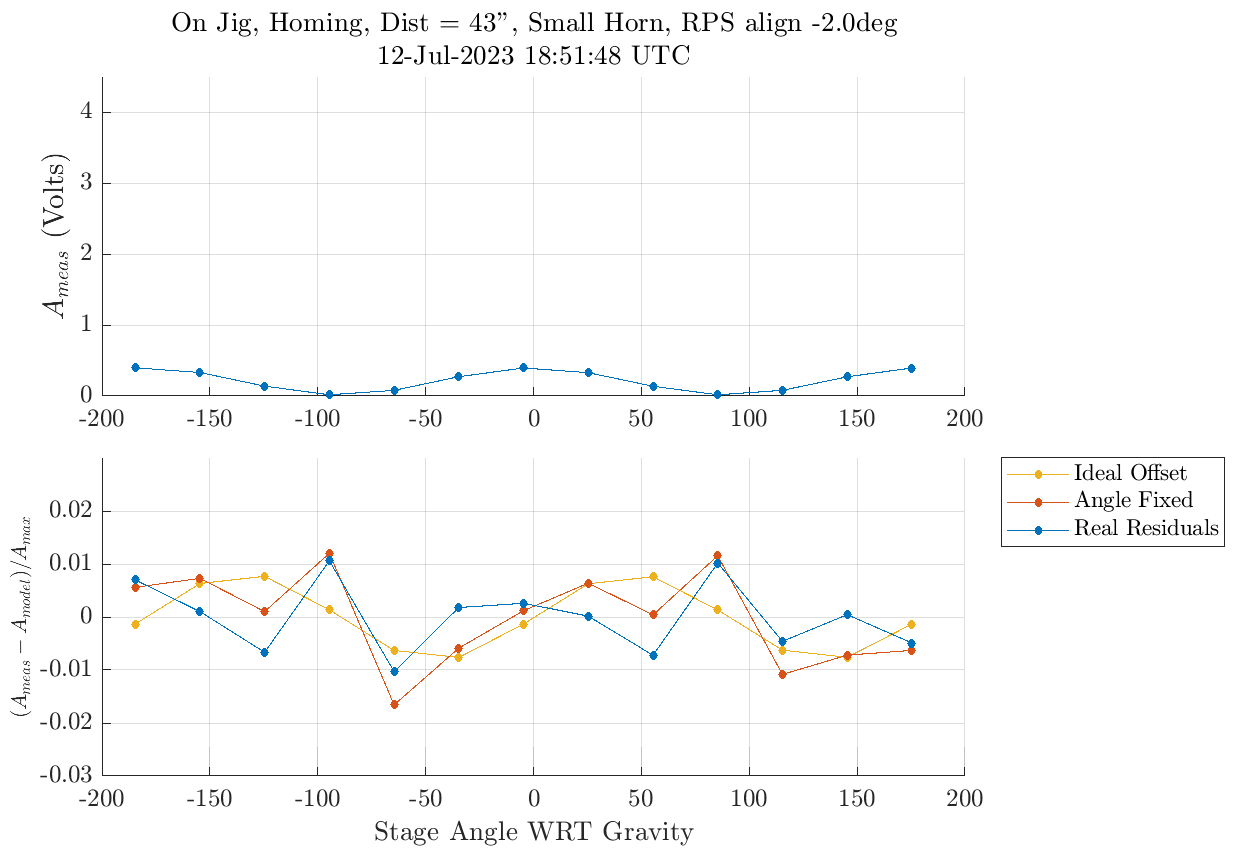 On Jig, Homing, Dist = 43”, Small Horn, RPS align -2.0deg
12-Jul-2023 18:51:48 UTC
A_meas (Volts)
4
3
2
1
0
-200 -150 -100 -50 0 50 100 150 200
(A_meas − A_model)/A_max
0.02
0.01
0
-0.01
-0.02
-0.03
-200 -150 -100 -50 0 50 100 150 200
Stage Angle WRT Gravity
Ideal Offset
Angle Fixed
Real Residuals